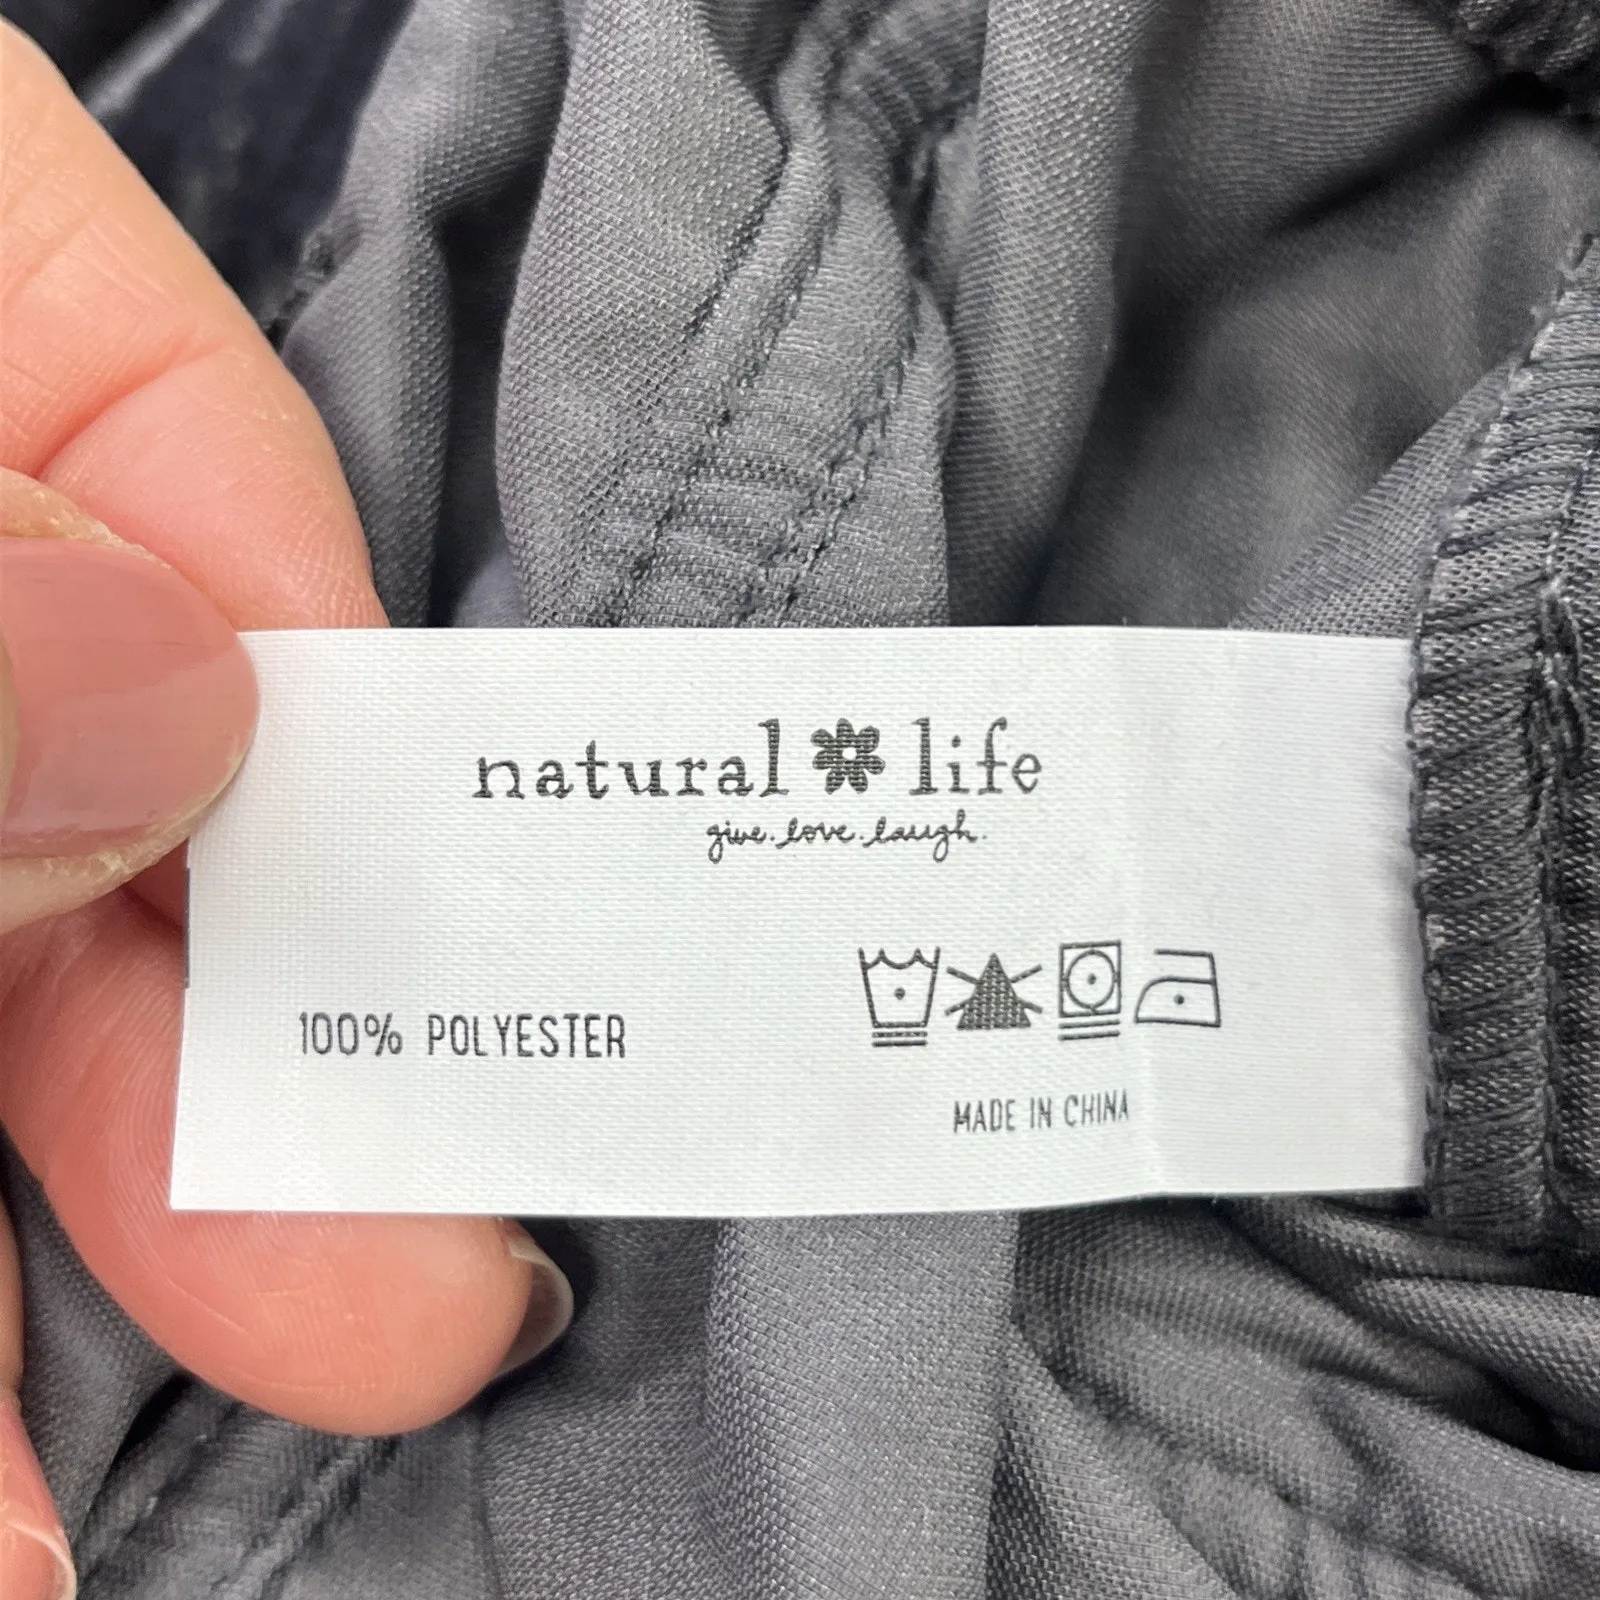 natural life
give.love.laugh.
100% POLYESTER
MADE IN CHINA